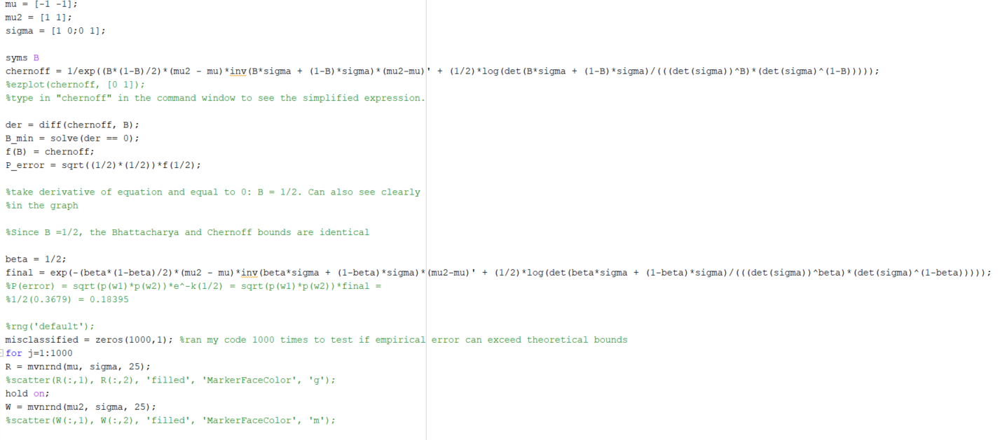 mu = [-1 -1];
mu2 = [1 1];
sigma = [1 0;0 1];
syms B
chernoff = 1/exp((B*(1-B)/2)*(mu2 - mu)*inv(B*sigma + (1-B)*sigma)*(mu2-mu)' + (1/2)*log(det(B*sigma + (1-B)*sigma)/(((det(sigma))^B)*(det(sigma)^(1-B)))));
%ezplot(chernoff, [0 1]);
%type in "chernoff" in the command window to see the simplified expression.
der = diff(chernoff, B);
B_min = solve(der == 0);
f(B) = chernoff;
P_error = sqrt((1/2)*(1/2))*f(1/2);
%take derivative of equation and equal to 0: B = 1/2. Can also see clearly
%in the graph
%Since B =1/2, the Bhattacharya and Chernoff bounds are identical
beta = 1/2;
final = exp(-(beta*(1-beta)/2)*(mu2 - mu)*inv(beta*sigma + (1-beta)*sigma)*(mu2-mu)' + (1/2)*log(det(beta*sigma + (1-beta)*sigma)/(((det(sigma))^beta)*(det(sigma)^(1-beta)))));
%P(error) = sqrt(p(w1)*p(w2))*e^-k(1/2) = sqrt(p(w1)*p(w2))*final =
%1/2(0.3679) = 0.18395
%rng('default');
misclassified = zeros(1000,1); %ran my code 1000 times to test if empirical error can exceed theoretical bounds
for j=1:1000
R = mvnrnd(mu, sigma, 25);
%scatter(R(:,1), R(:,2), 'filled', 'MarkerFaceColor', 'g');
hold on;
W = mvnrnd(mu2, sigma, 25);
%scatter(W(:,1), W(:,2), 'filled', 'MarkerFaceColor', 'm');